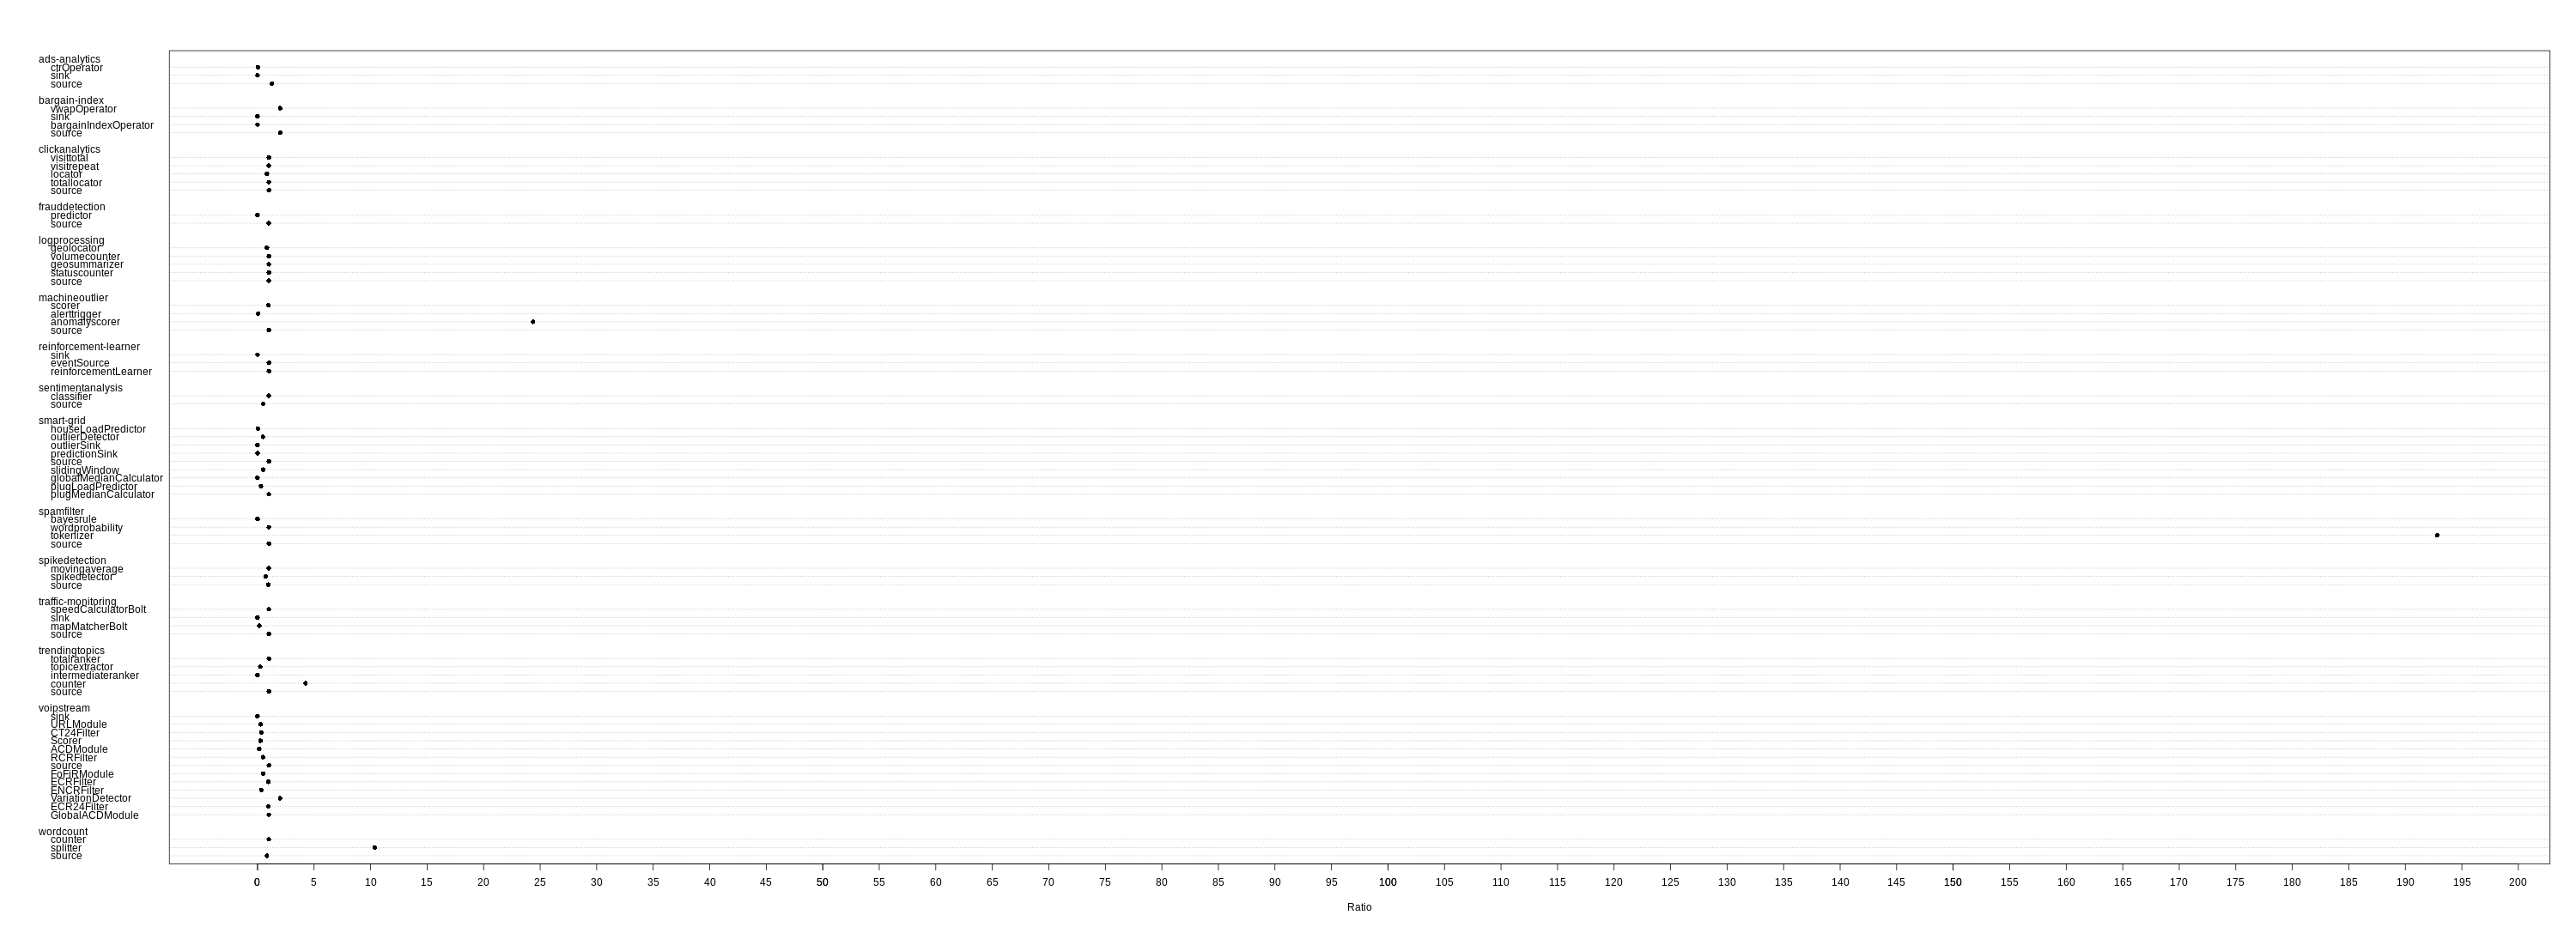 ads-analytics
ctrOperator
sink
source
bargain-index
vwapOperator
sink
bargainIndexOperator
source
clickanalytics
visittotal
visitrepeat
locator
totallocator
source
frauddetection
predictor
source
logprocessing
geolocator
volumecounter
geosummarizer
statuscounter
source
machineoutlier
scorer
alerttrigger
anomalyscorer
source
reinforcement-learner
sink
eventSource
reinforcementLearner
sentimentanalysis
classifier
source
smart-grid
houseLoadPredictor
outlierDetector
outlierSink
predictionSink
source
slidingWindow
globalMedianCalculator
plugLoadPredictor
plugMedianCalculator
spamfilter
bayesrule
wordprobability
tokenizer
source
spikedetection
movingaverage
spikedetector
source
traffic-monitoring
speedCalculatorBolt
sink
mapMatcherBolt
source
trendingtopics
totalranker
topicextractor
intermediateranker
counter
source
voipstream
sink
URLModule
CT24Filter
Scorer
ACDModule
RCRFilter
source
FoFiRModule
ECRFilter
ENCRFilter
VariationDetector
ECR24Filter
GlobalACDModule
wordcount
counter
splitter
source
0 5 10 15 20 25 30 35 40 45 50 55 60 65 70 75 80 85 90 95 100 105 110 115 120 125 130 135 140 145 150 155 160 165 170 175 180 185 190 195 200
Ratio